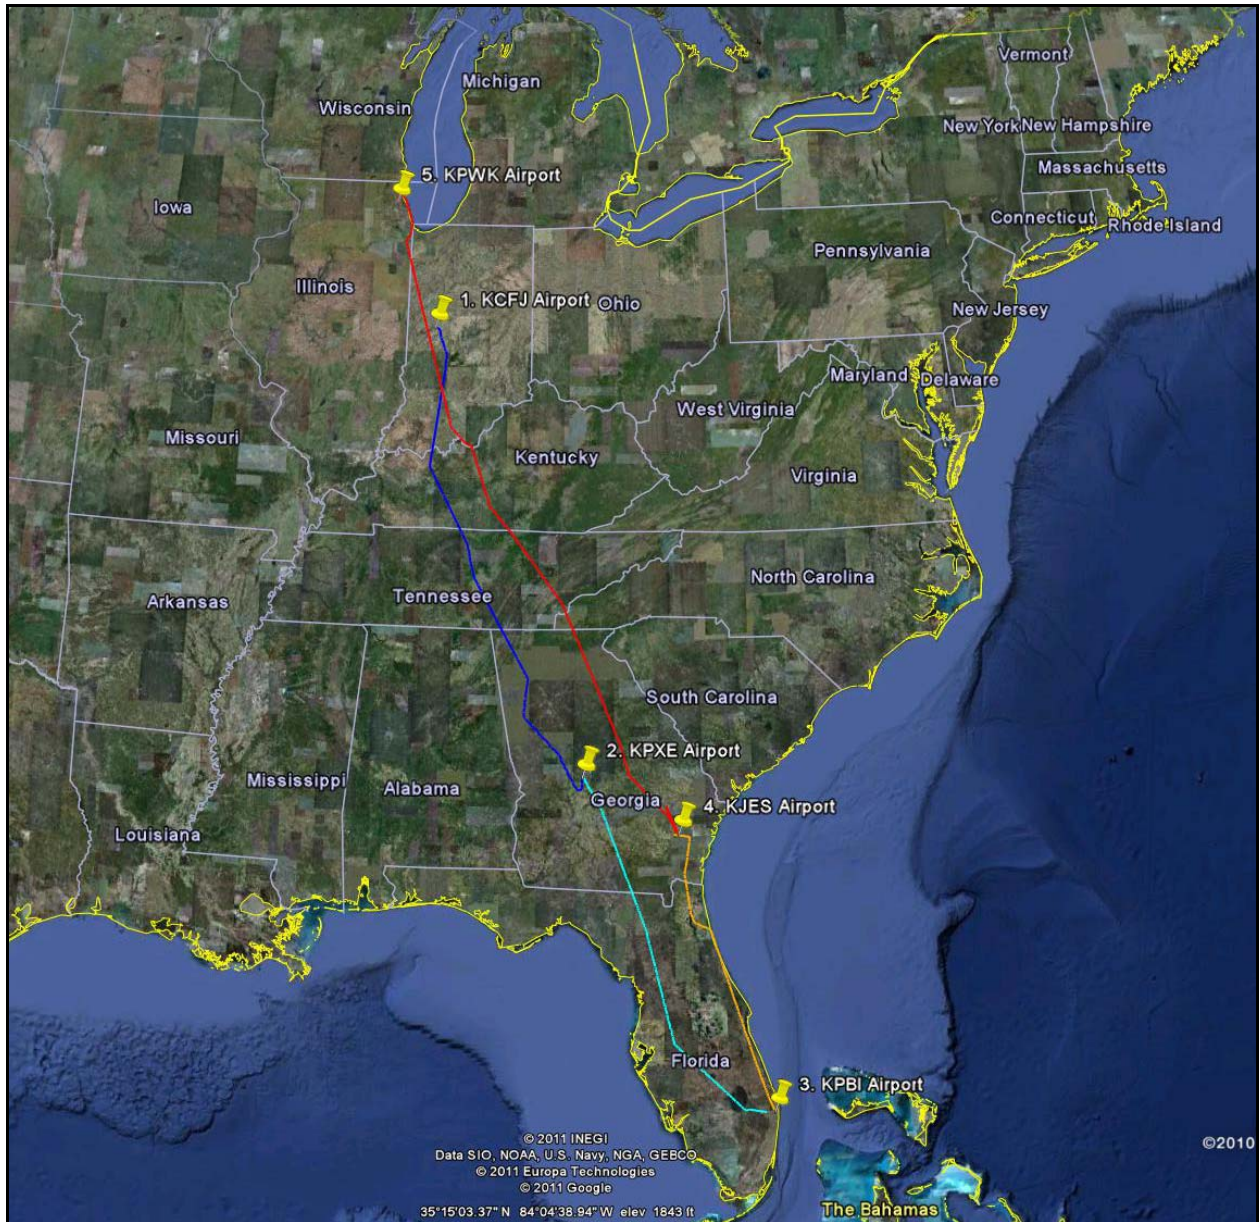 Vermont
Michigan
Wisconsin
New York
New Hampshire
Massachusetts
5. KPWK Airport
Iowa
Connecticut
Rhode Island
Pennsylvania
Illinois
1. KCFJ Airport
Ohio
New Jersey
Maryland
Delaware
West Virginia
Missouri
Kentucky
Virginia
North Carolina
Tennessee
Arkansas
South Carolina
2. KPXE Airport
Mississippi
Alabama
Georgia
4. KJES Airport
Louisiana
Florida
3. KPBI Airport
© 2011 INEGI
Data SIO, NOAA, U.S. Navy, NGA, GEBCO
© 2011 Europa Technologies
© 2011 Google
©2010
35°15'03.37" N 84°04'38.94" W elev 1843 ft
The Bahamas